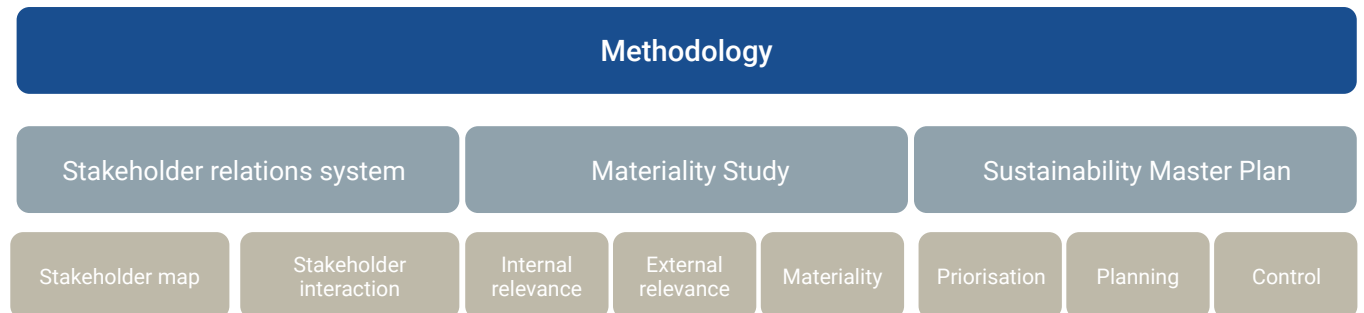 Methodology
Stakeholder relations system
Materiality Study
Sustainability Master Plan
Stakeholder map
Stakeholder
interaction
Internal
relevance
External
relevance
Materiality
Priorisation
Planning
Control